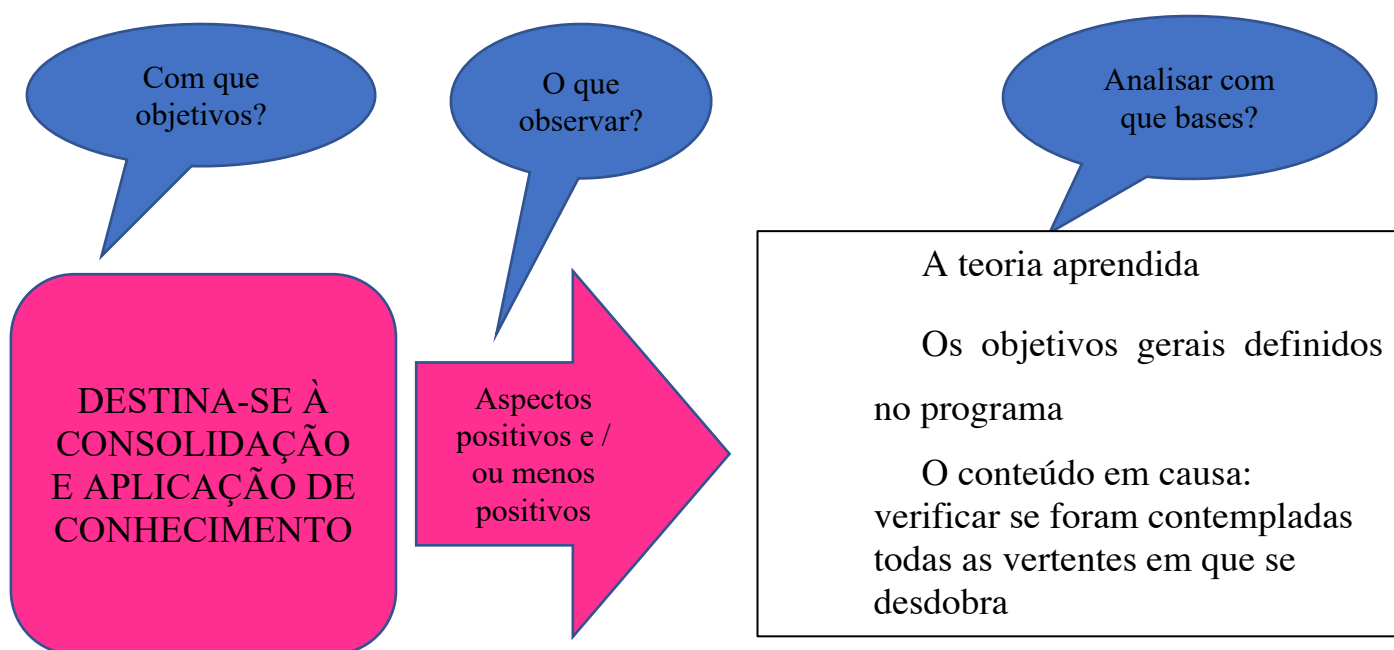 Com que
objetivos?
O que
observar?
Analisar com
que bases?
DESTINA-SE À
CONSOLIDAÇÃO
E APLICAÇÃO DE
CONHECIMENTO
Aspectos
positivos e /
ou menos
positivos
A teoria aprendida
Os objetivos gerais definidos
no programa
O conteúdo em causa:
verificar se foram contempladas
todas as vertentes em que se
desdobra